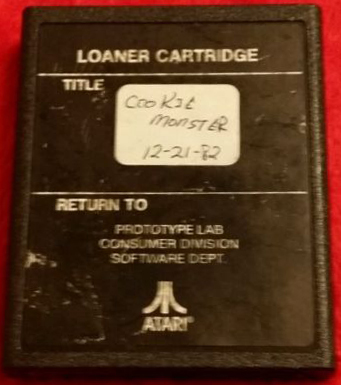 LOANER CARTRIDGE
TITLE
COOKIE
MONSTER
12-21-82
RETURN TO
PROTOTYPE LAB
CONSUMER DIVISION
SOFTWARE DEPT.
ATARI®